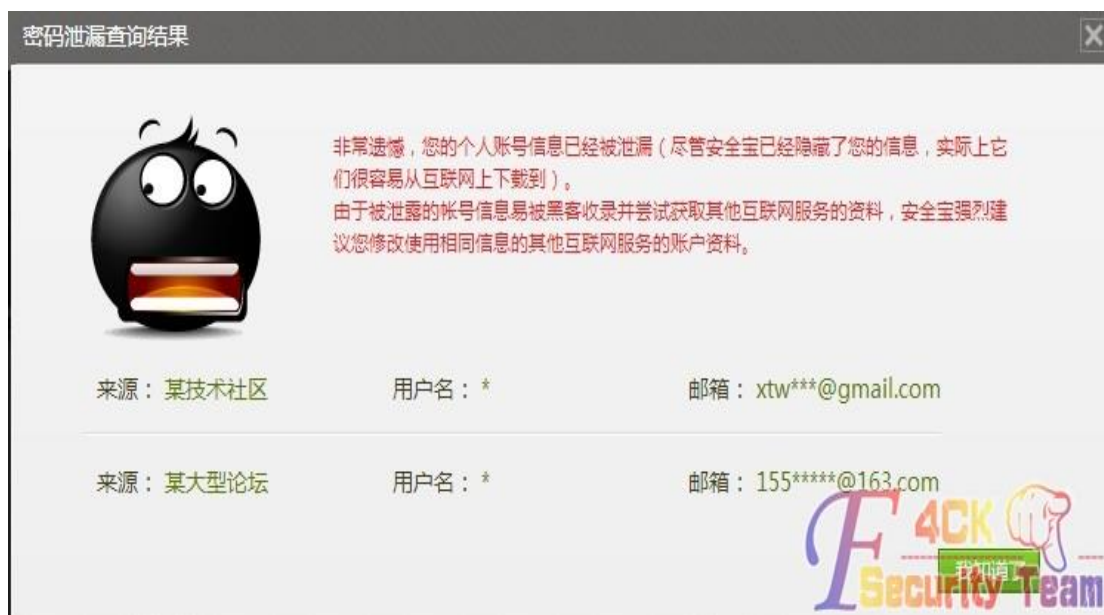 密码泄漏查询结果
非常遗憾，您的个人账号信息已经被泄漏（尽管安全宝已经隐藏了您的信息，实际上它
们很容易从互联网上下载到）。
由于被泄露的帐号信息易被黑客收录并尝试获取其他互联网服务的资料，安全宝强烈建
议您修改使用相同信息的其他互联网服务的账户资料。
来源： 某技术社区 用户名： * 邮箱： xtw***@gmail.com
来源： 某大型论坛 用户名： * 邮箱： 155*****@163.com
F4CK
我知道了
Security Team